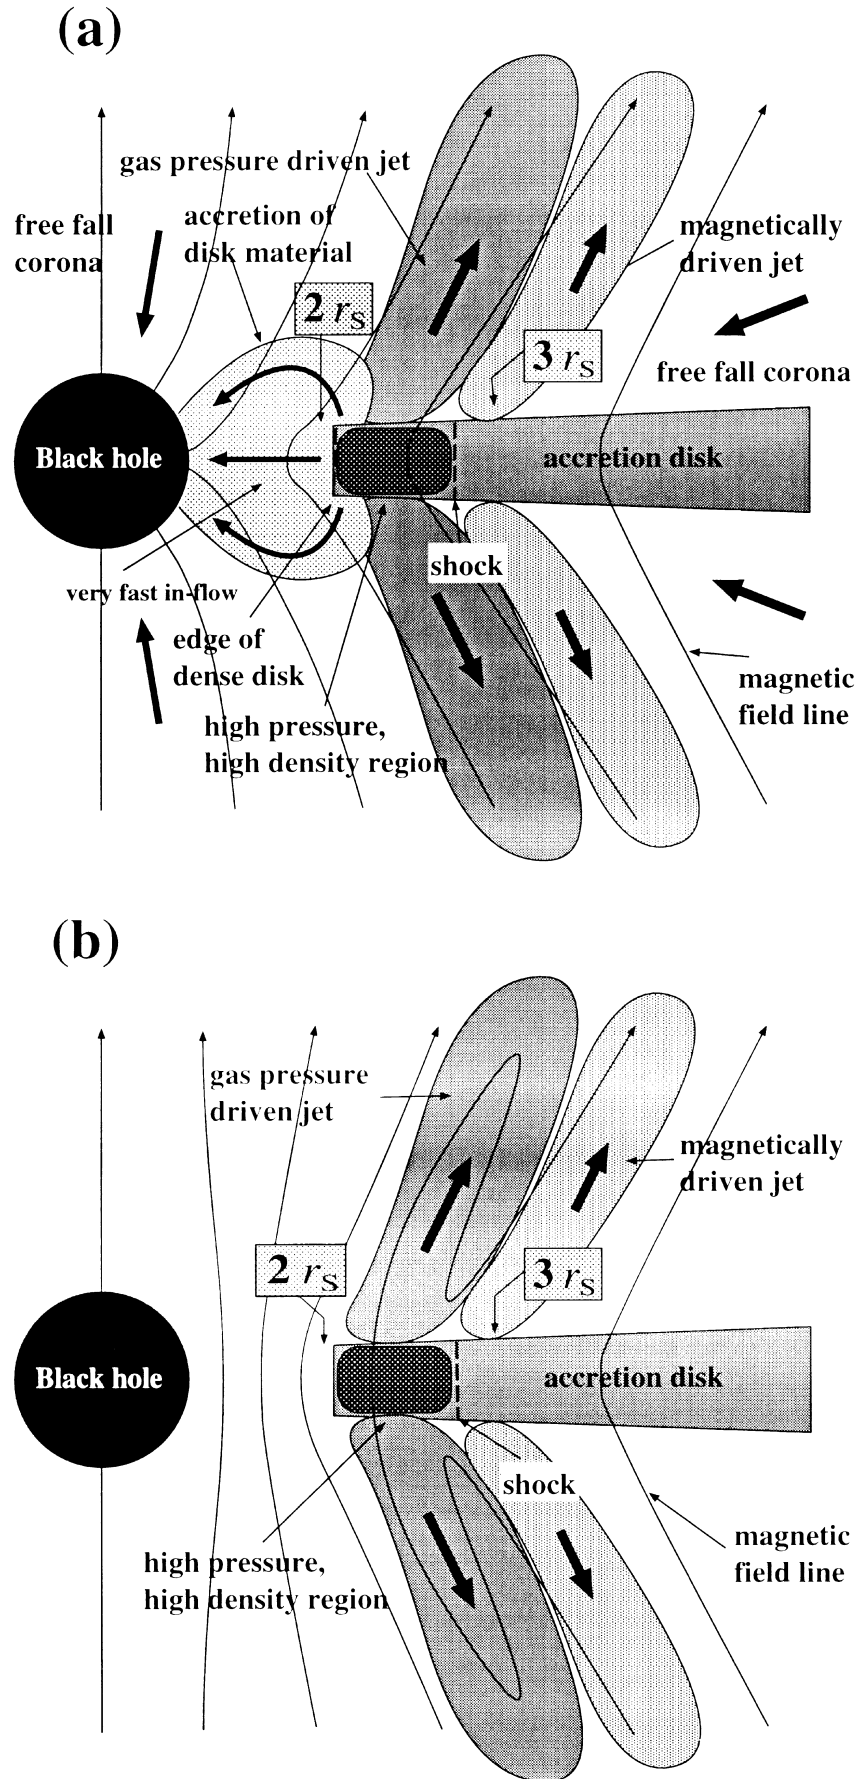 (a)
gas pressure driven jet
free fall
corona
accretion of
disk material
magnetically
driven jet
2 rS
3 rS
free fall corona
Black hole
accretion disk
shock
very fast in-flow
edge of
dense disk
high pressure,
high density region
magnetic
field line
(b)
gas pressure
driven jet
magnetically
driven jet
2 rS
3 rS
Black hole
accretion disk
shock
high pressure,
high density region
magnetic
field line